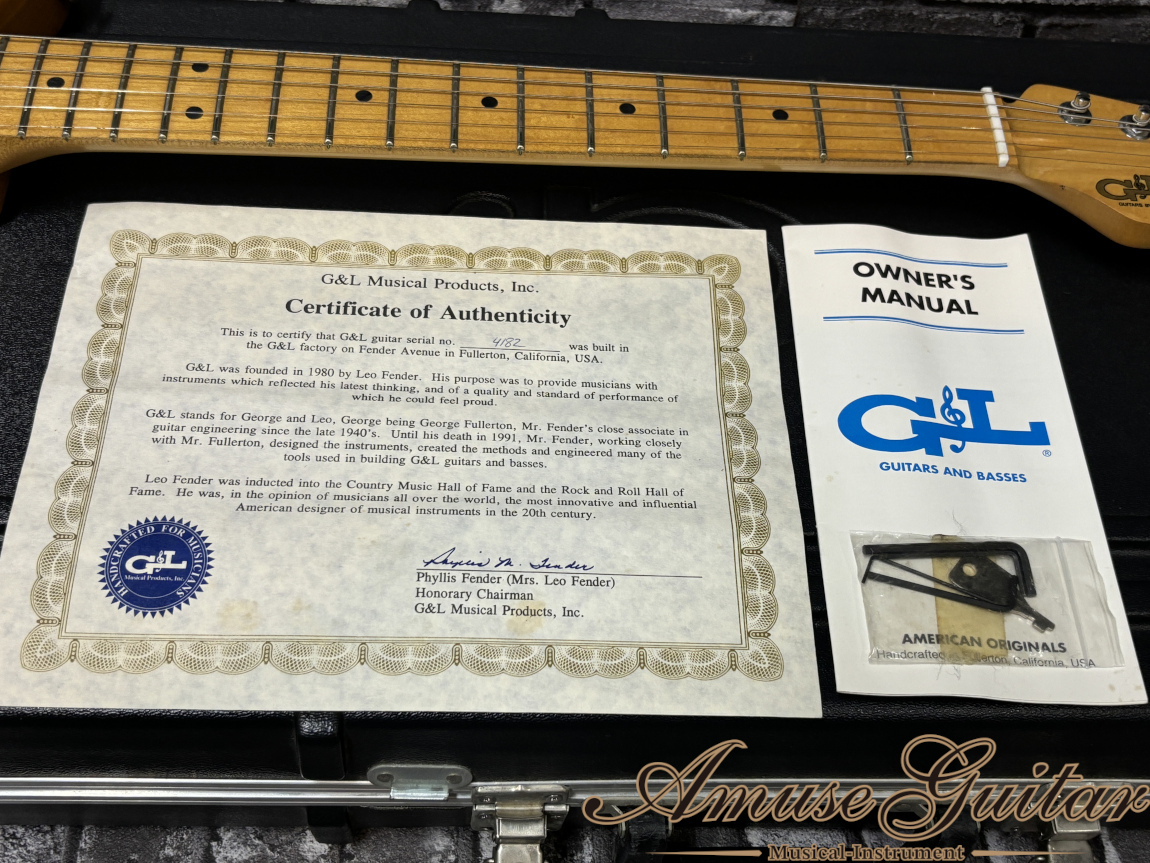 G&L
GUITARS
G&L Musical Products, Inc.
Certificate of Authenticity
This is to certify that G&L guitar serial no. 4182 was built in
the G&L factory on Fender Avenue in Fullerton, California, USA.
G&L was founded in 1980 by Leo Fender. His purpose was to provide musicians with
instruments which reflected his latest thinking, and of a quality and standard of performance of
which he could feel proud.
G&L stands for George and Leo, George being George Fullerton, Mr. Fender's close associate in
guitar engineering since the late 1940's. Until his death in 1991, Mr. Fender, working closely
with Mr. Fullerton, designed the instruments, created the methods and engineered many of the
tools used in building G&L guitars and basses.
Leo Fender was inducted into the Country Music Hall of Fame and the Rock and Roll Hall of
Fame. He was, in the opinion of musicians all over the world, the most innovative and influential
American designer of musical instruments in the 20th century.
HANDCRAFTED FOR MUSICIANS
G&L
Musical Products, Inc.
Phyllis M. Fender
Phyllis Fender (Mrs. Leo Fender)
Honorary Chairman
G&L Musical Products, Inc.
OWNER'S
MANUAL
G&L®
GUITARS AND BASSES
AMERICAN ORIGINALS
Handcrafted California, USA
Amuse Guitar
Musical-Instrument